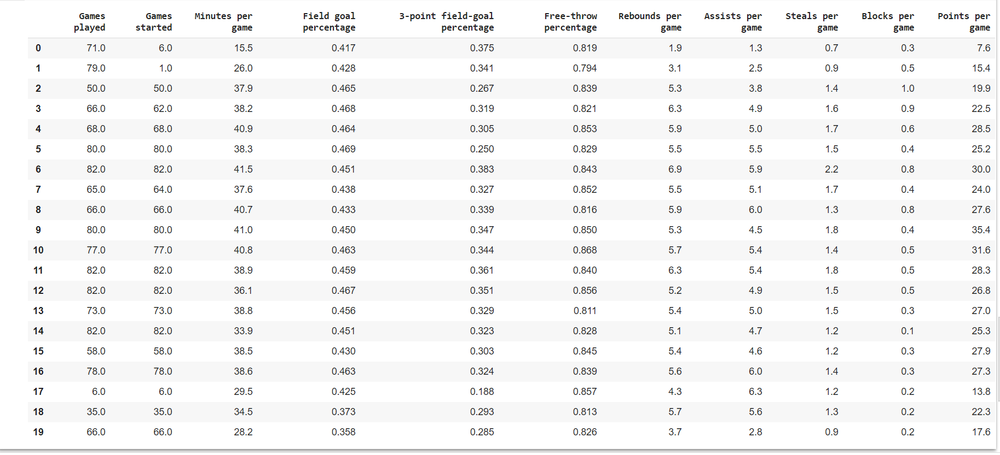 Games played Games started Minutes per game Field goal percentage 3-point field-goal percentage Free-throw percentage Rebounds per game Assists per game Steals per game Blocks per game Points per game
0 71.0 6.0 15.5 0.417 0.375 0.819 1.9 1.3 0.7 0.3 7.6
1 79.0 1.0 26.0 0.428 0.341 0.794 3.1 2.5 0.9 0.5 15.4
2 50.0 50.0 37.9 0.465 0.267 0.839 5.3 3.8 1.4 1.0 19.9
3 66.0 62.0 38.2 0.468 0.319 0.821 6.3 4.9 1.6 0.9 22.5
4 68.0 68.0 40.9 0.464 0.305 0.853 5.9 5.0 1.7 0.6 28.5
5 80.0 80.0 38.3 0.469 0.250 0.829 5.5 5.5 1.5 0.4 25.2
6 82.0 82.0 41.5 0.451 0.383 0.843 6.9 5.9 2.2 0.8 30.0
7 65.0 64.0 37.6 0.438 0.327 0.852 5.5 5.1 1.7 0.4 24.0
8 66.0 66.0 40.7 0.433 0.339 0.816 5.9 6.0 1.3 0.8 27.6
9 80.0 80.0 41.0 0.450 0.347 0.850 5.3 4.5 1.8 0.4 35.4
10 77.0 77.0 40.8 0.463 0.344 0.868 5.7 5.4 1.4 0.5 31.6
11 82.0 82.0 38.9 0.459 0.361 0.840 6.3 5.4 1.8 0.5 28.3
12 82.0 82.0 36.1 0.467 0.351 0.856 5.2 4.9 1.5 0.5 26.8
13 73.0 73.0 38.8 0.456 0.329 0.811 5.4 5.0 1.5 0.3 27.0
14 82.0 82.0 33.9 0.451 0.323 0.828 5.1 4.7 1.2 0.1 25.3
15 58.0 58.0 38.5 0.430 0.303 0.845 5.4 4.6 1.2 0.3 27.9
16 78.0 78.0 38.6 0.463 0.324 0.839 5.6 6.0 1.4 0.3 27.3
17 6.0 6.0 29.5 0.425 0.188 0.857 4.3 6.3 1.2 0.2 13.8
18 35.0 35.0 34.5 0.373 0.293 0.813 5.7 5.6 1.3 0.2 22.3
19 66.0 66.0 28.2 0.358 0.285 0.826 3.7 2.8 0.9 0.2 17.6